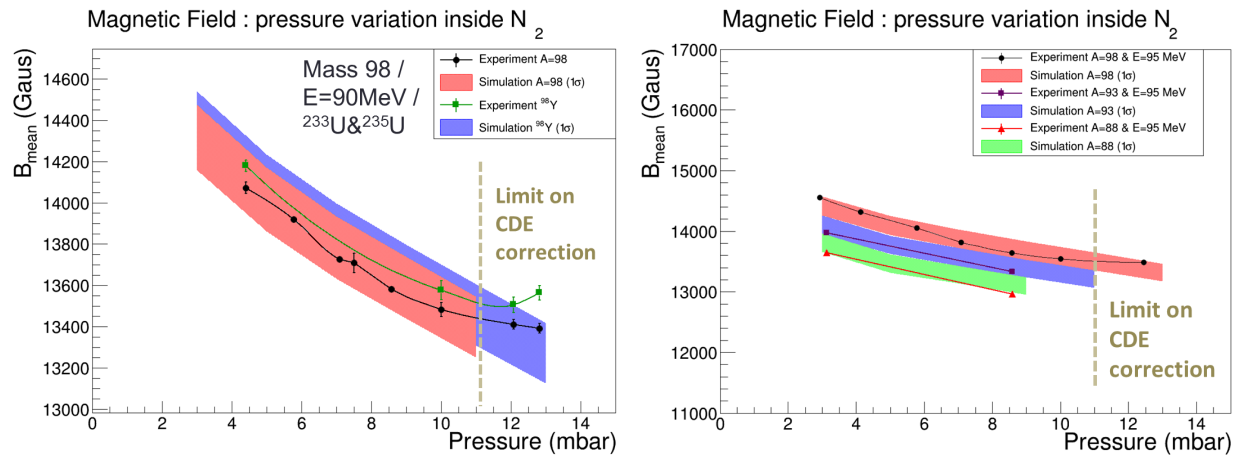 Magnetic Field : pressure variation inside N2
B mean (Gaus)
14600
14400
14200
14000
13800
13600
13400
13200
13000
Mass 98 /
E=90MeV /
²³³U&²³⁵U
Experiment A=98
Simulation A=98 (1σ)
Experiment ⁹⁸Y
Simulation ⁹⁸Y (1σ)
Limit on
CDE
correction
0 2 4 6 8 10 12 14
Pressure (mbar)
Magnetic Field : pressure variation inside N2
B mean (Gaus)
17000
16000
15000
14000
13000
12000
11000
Experiment A=98 & E=95 MeV
Simulation A=98 (1σ)
Experiment A=93 & E=95 MeV
Simulation A=93 (1σ)
Experiment A=88 & E=95 MeV
Simulation A=88 (1σ)
Limit on
CDE
correction
0 2 4 6 8 10 12 14
Pressure (mbar)